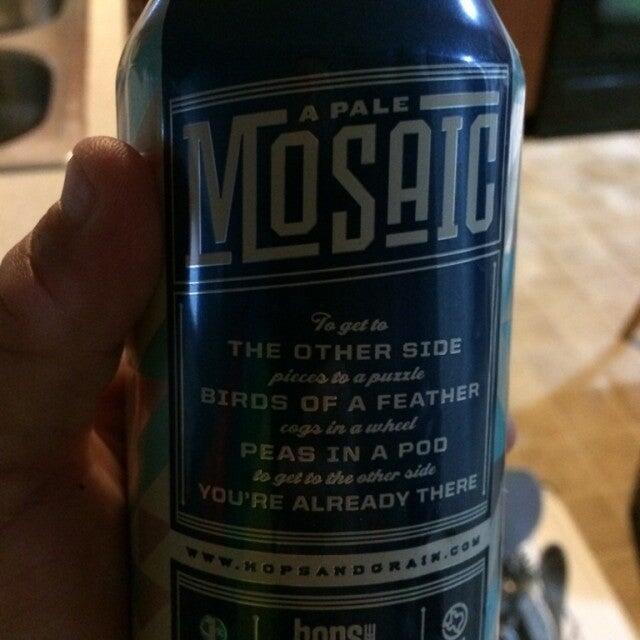 A PALE
MOSAIC
To get to
THE OTHER SIDE
pieces to a puzzle
BIRDS OF A FEATHER
cogs in a wheel
PEAS IN A POD
to get to the other side
YOU'RE ALREADY THERE
WWW.HOPSANDGRAIN.COM
hops